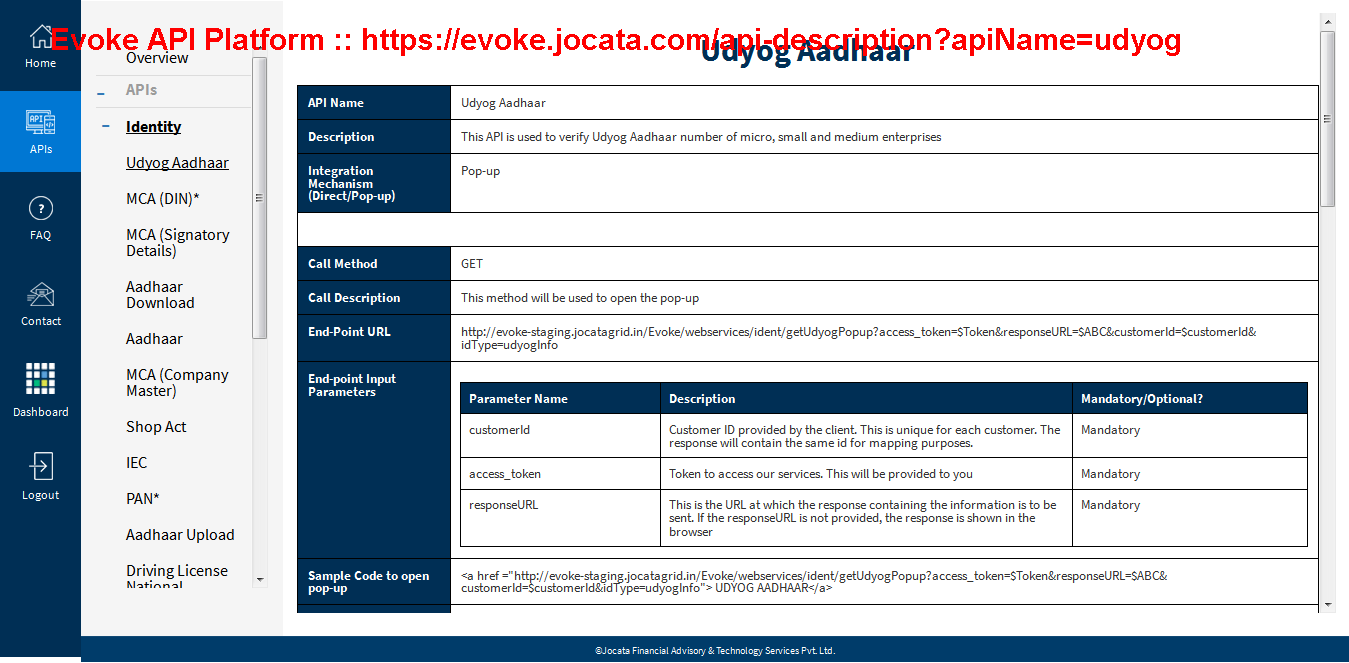 Evoke API Platform :: https://evoke.jocata.com/api-description?apiName=udyog
Home
APIs
FAQ
Contact
Dashboard
Logout
Overview
APIs
Identity
Udyog Aadhaar
MCA (DIN)*
MCA (Signatory
Details)
Aadhaar
Download
Aadhaar
MCA (Company
Master)
Shop Act
IEC
PAN*
Aadhaar Upload
Driving License
National
Udyog Aadhaar
API Name
Udyog Aadhaar
Description
This API is used to verify Udyog Aadhaar number of micro, small and medium enterprises
Integration
Mechanism
(Direct/Pop-up)
Pop-up
Call Method
GET
Call Description
This method will be used to open the pop-up
End-Point URL
http://evoke-staging.jocatagrid.in/Evoke/webservices/ident/getUdyogPopup?access_token=$Token&responseURL=$ABC&customerId=$customerId&
idType=udyogInfo
End-point Input
Parameters
Parameter Name
Description
Mandatory/Optional?
customerId
Customer ID provided by the client. This is unique for each customer. The
response will contain the same id for mapping purposes.
Mandatory
access_token
Token to access our services. This will be provided to you
Mandatory
responseURL
This is the URL at which the response containing the information is to be
sent. If the responseURL is not provided, the response is shown in the
browser
Mandatory
Sample Code to open
pop-up
<a href ="http://evoke-staging.jocatagrid.in/Evoke/webservices/ident/getUdyogPopup?access_token=$Token&responseURL=$ABC&
customerId=$customerId&idType=udyogInfo"> UDYOG AADHAAR</a>
©Jocata Financial Advisory & Technology Services Pvt. Ltd.